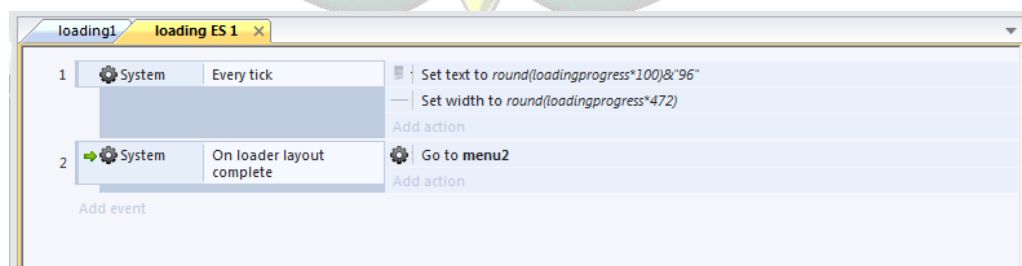 loading1 loading ES 1
1 System Every tick Set text to round(loadingprogress*100)&"96"
Set width to round(loadingprogress*472)
Add action
2 System On loader layout Go to menu2
complete
Add action
Add event